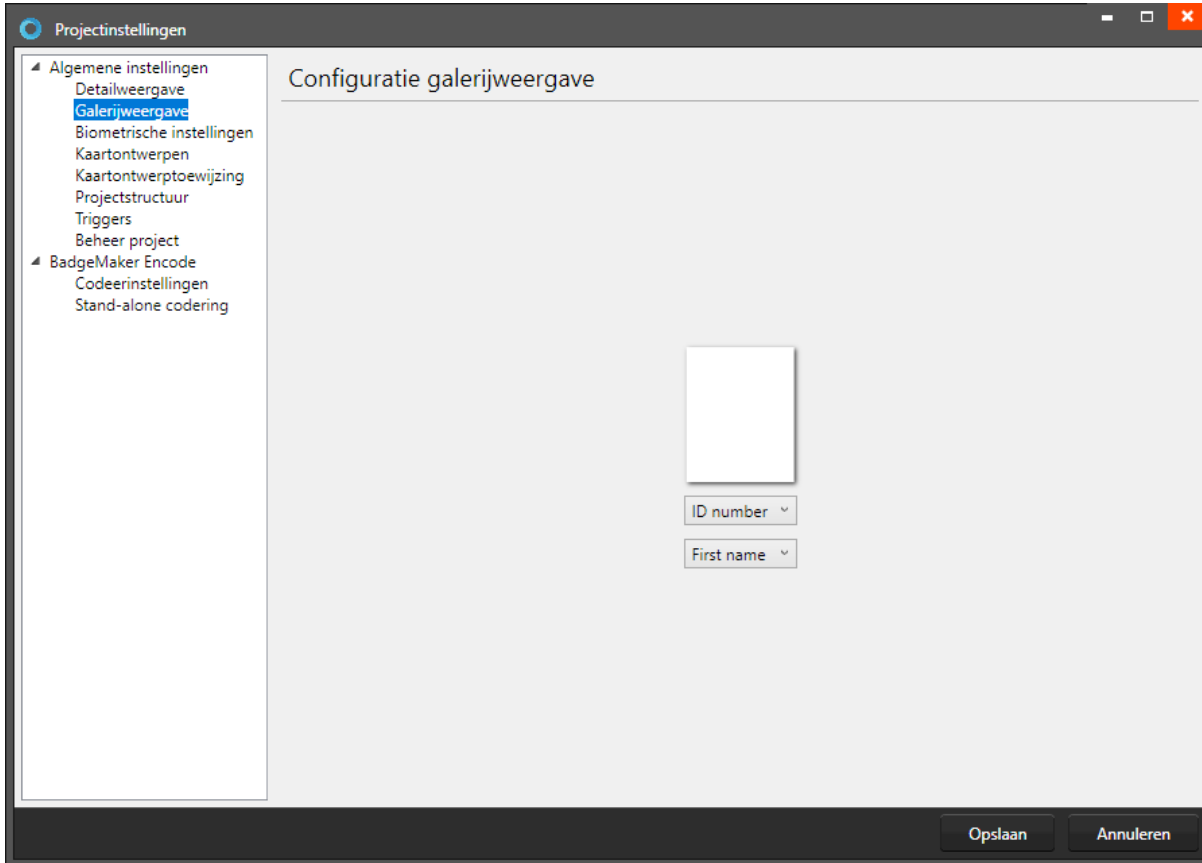 Projectinstellingen
Algemene instellingen
Detailweergave
Galerijweergave
Biometrische instellingen
Kaartontwerpen
Kaartontwerptoewijzing
Projectstructuur
Triggers
Beheer project
BadgeMaker Encode
Codeerinstellingen
Stand-alone codering
Configuratie galerijweergave
ID number
First name
Opslaan
Annuleren